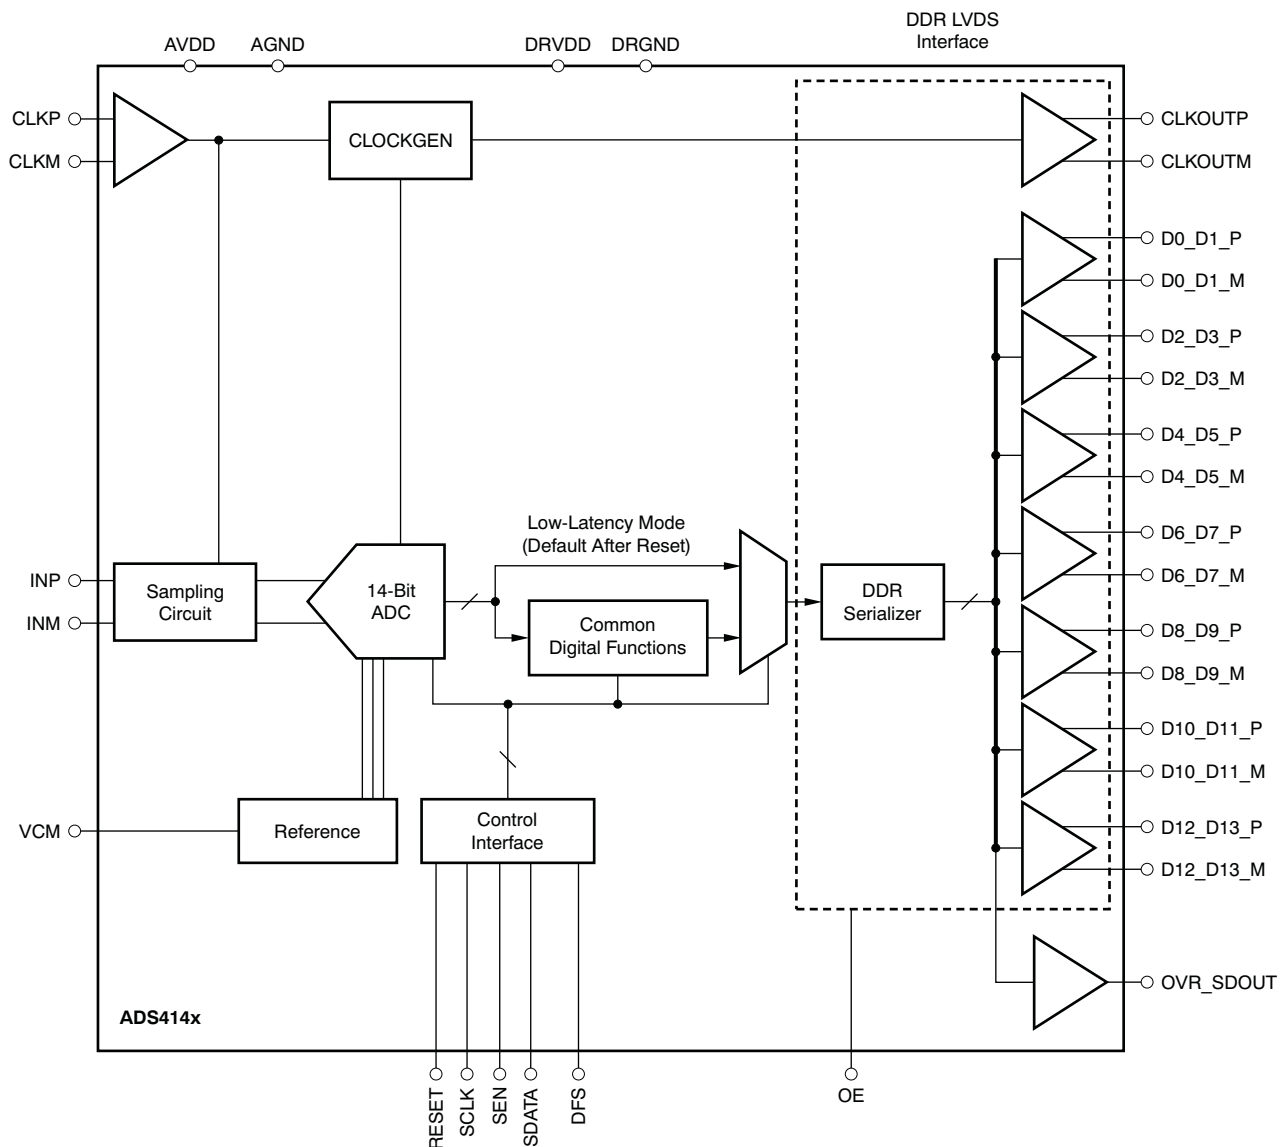 DDR LVDS
Interface
AVDD
AGND
DRVDD
DRGND
CLKP
CLKM
CLOCKGEN
CLKOUTP
CLKOUTM
D0_D1_P
D0_D1_M
D2_D3_P
D2_D3_M
D4_D5_P
D4_D5_M
Low-Latency Mode
(Default After Reset)
D6_D7_P
D6_D7_M
INP
INM
Sampling
Circuit
14-Bit
ADC
Common
Digital Functions
DDR
Serializer
D8_D9_P
D8_D9_M
D10_D11_P
D10_D11_M
VCM
Reference
Control
Interface
D12_D13_P
D12_D13_M
OVR_SDOUT
ADS414x
RESET
SCLK
SEN
SDATA
DFS
OE